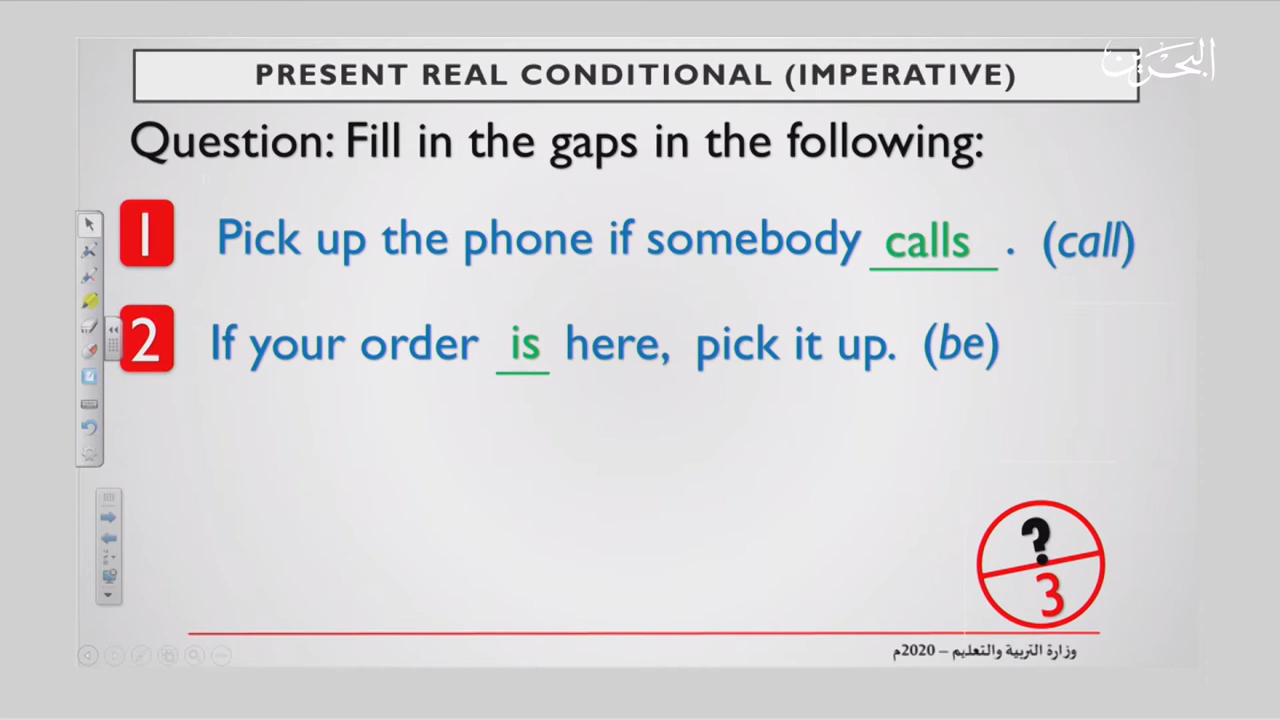 البحرين
PRESENT REAL CONDITIONAL (IMPERATIVE)
Question: Fill in the gaps in the following:
1 Pick up the phone if somebody calls . (call)
2 If your order is here, pick it up. (be)
?
3
وزارة التربية والتعليم – 2020م